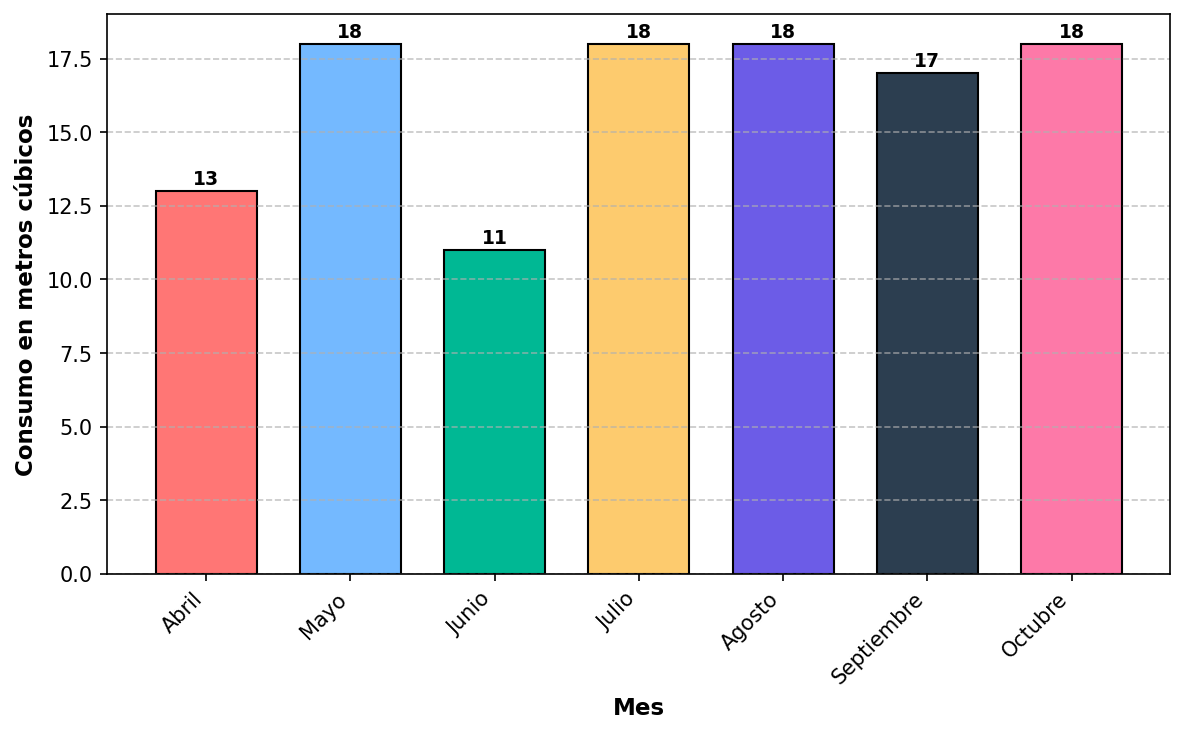 18
18
18
18
17
13
11
17.5
15.0
12.5
10.0
7.5
5.0
2.5
0.0
Consumo en metros cúbicos
Abril
Mayo
Junio
Julio
Agosto
Septiembre
Octubre
Mes